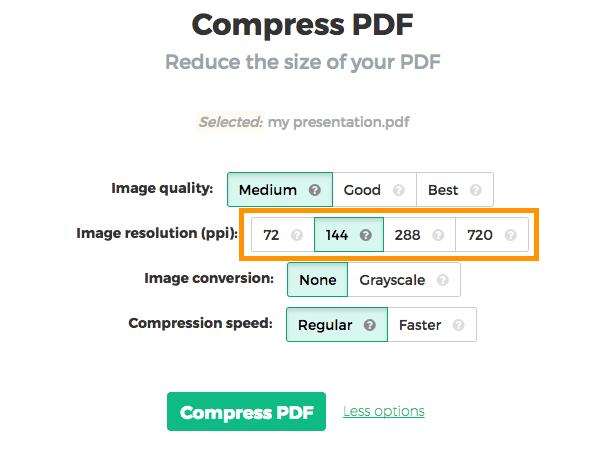 Compress PDF
Reduce the size of your PDF
Selected: my presentation.pdf
Image quality: Medium ? Good ? Best ?
Image resolution (ppi): 72 ? 144 ? 288 ? 720 ?
Image conversion: None Grayscale ?
Compression speed: Regular ? Faster ?
Compress PDF Less options